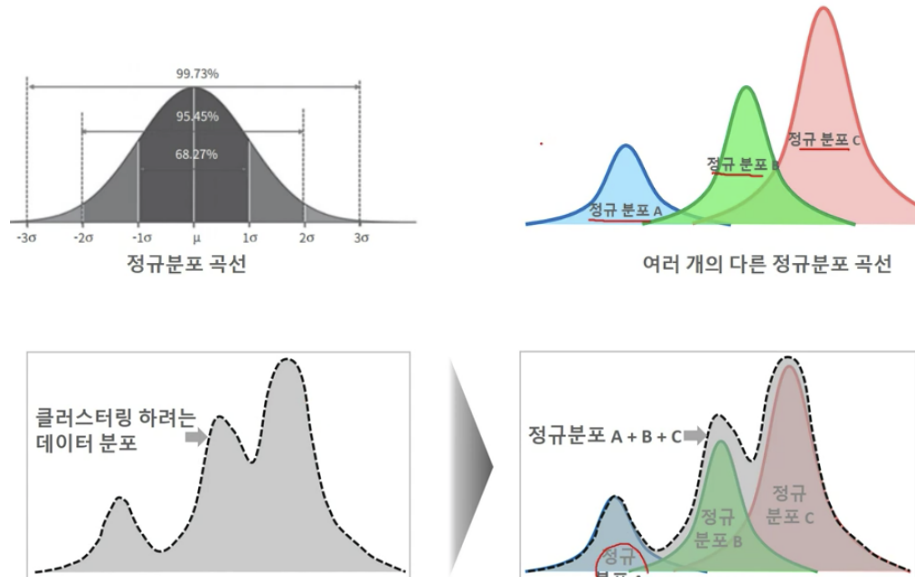 99.73%
95.45%
68.27%
-3σ -2σ -1σ μ 1σ 2σ 3σ
정규분포 곡선
정규 분포 A
정규 분포 B
정규 분포 C
여러 개의 다른 정규분포 곡선
클러스터링 하려는
데이터 분포
정규분포 A + B + C
정규
정규
분포 B
정규
분포 C